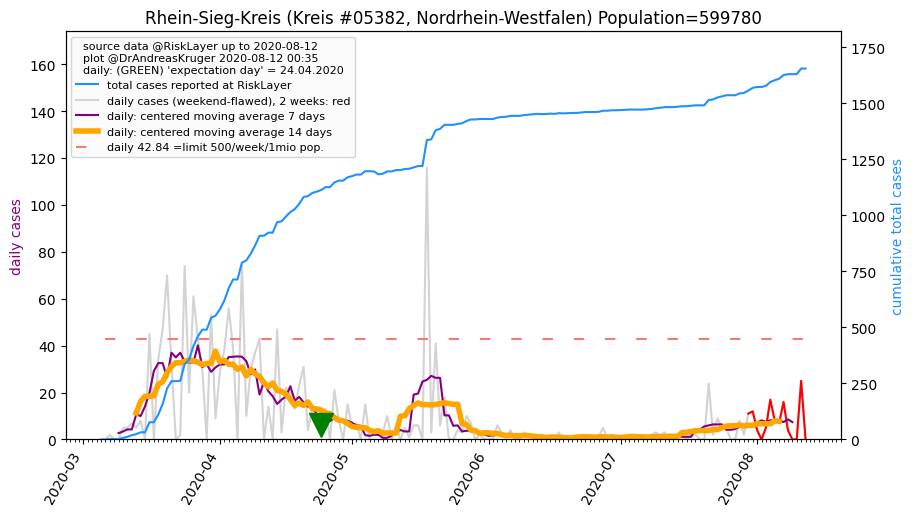 Rhein-Sieg-Kreis (Kreis #05382, Nordrhein-Westfalen) Population=599780
source data @RiskLayer up to 2020-08-12
plot @DrAndreasKruger 2020-08-12 00:35
daily: (GREEN) 'expectation day' = 24.04.2020
total cases reported at RiskLayer
daily cases (weekend-flawed), 2 weeks: red
daily: centered moving average 7 days
daily: centered moving average 14 days
daily 42.84 =limit 500/week/1mio pop.
daily cases
160
140
120
100
80
60
40
20
0
cumulative total cases
1750
1500
1250
1000
750
500
250
0
2020-03
2020-04
2020-05
2020-06
2020-07
2020-08